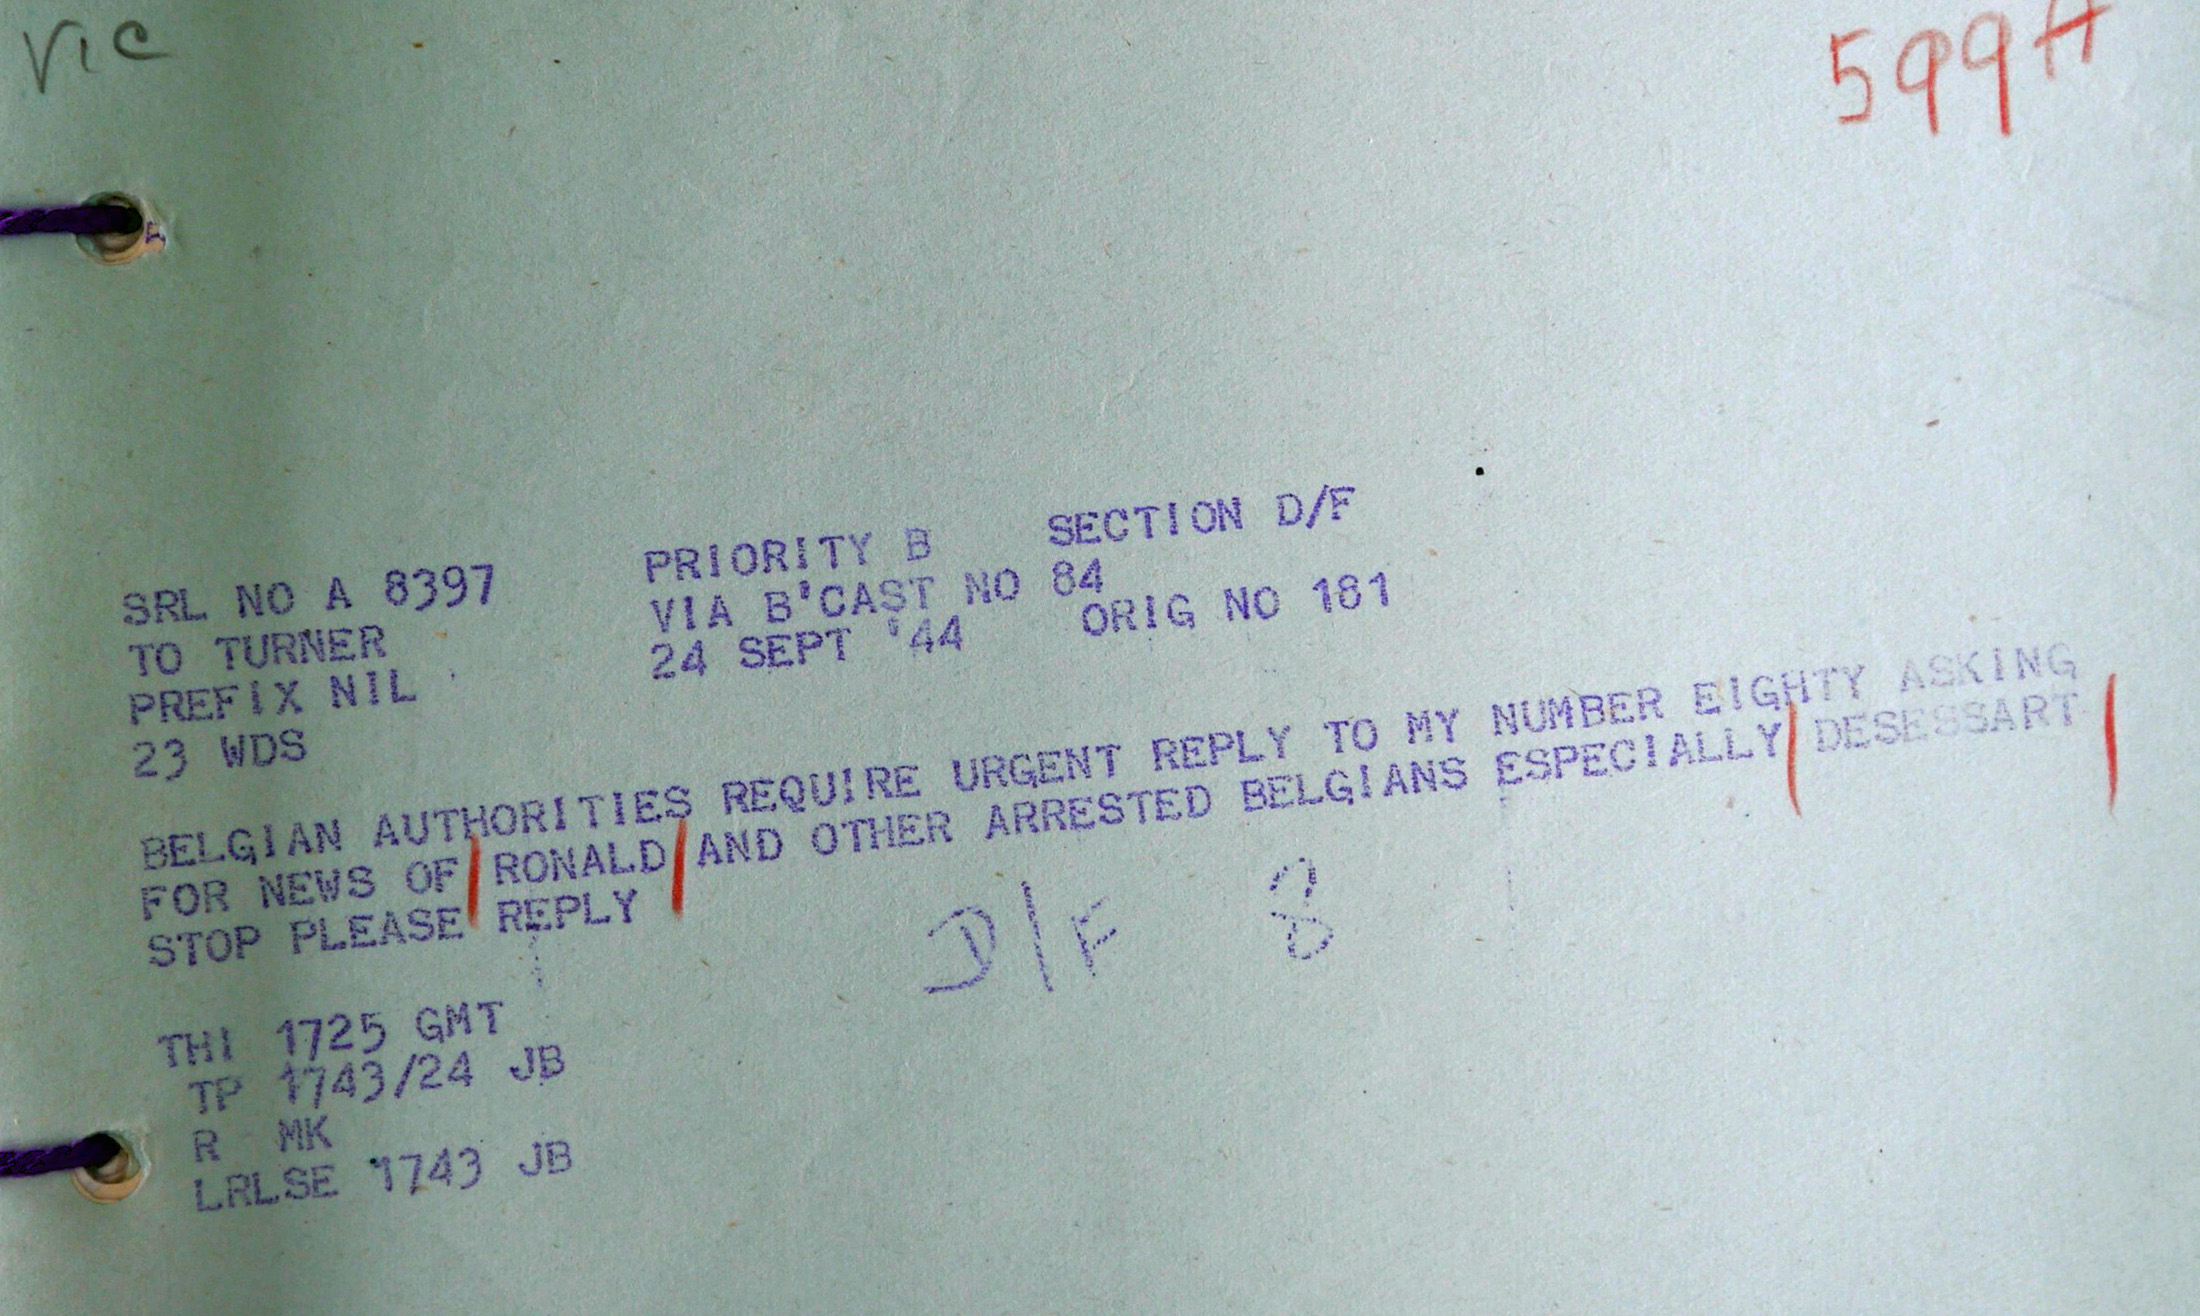 VIC
599A
SRL NO A 8397 PRIORITY B SECTION D/F
TO TURNER VIA B'CAST NO 84
PREFIX NIL 24 SEPT '44 ORIG NO 181
23 WDS
BELGIAN AUTHORITIES REQUIRE URGENT REPLY TO MY NUMBER EIGHTY ASKING
FOR NEWS OF RONALD AND OTHER ARRESTED BELGIANS ESPECIALLY DESESSART
STOP PLEASE REPLY
D/F 8
THI 1725 GMT
TP 1743/24 JB
R MK
LRLSE 1743 JB